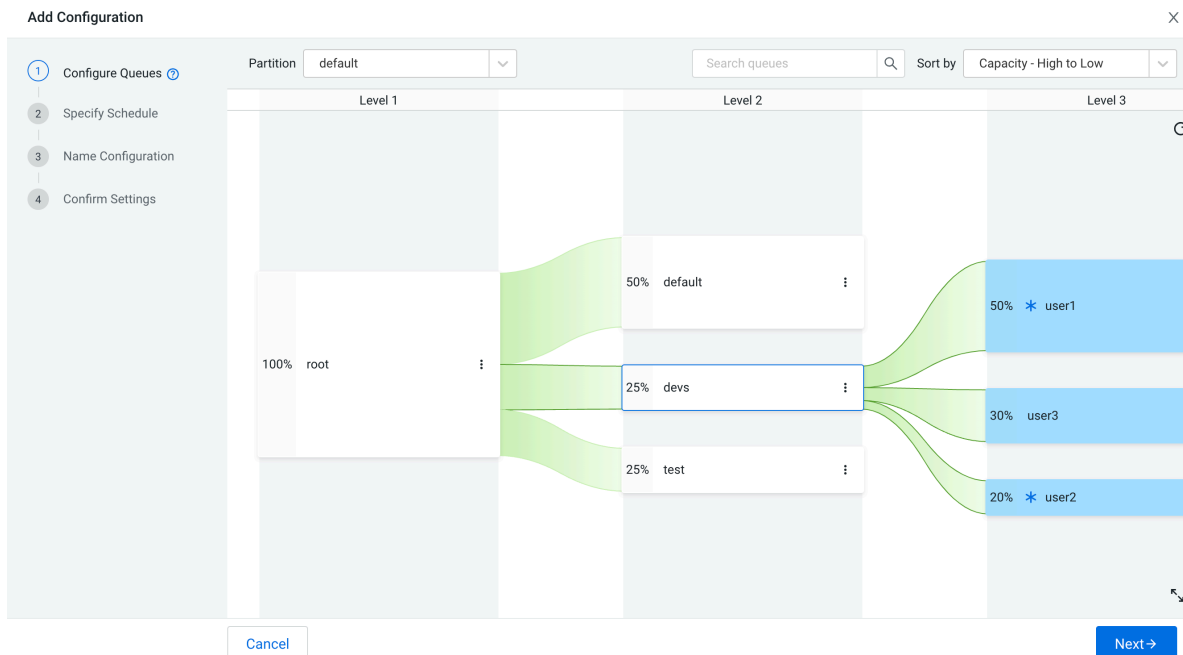 Add Configuration
1 Configure Queues
2 Specify Schedule
3 Name Configuration
4 Confirm Settings
Partition default Search queues Sort by Capacity - High to Low
Level 1 Level 2 Level 3
100% root
50% default
25% devs
25% test
50% user1
30% user3
20% user2
Cancel Next